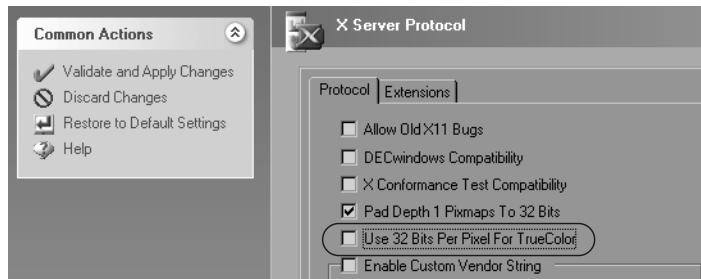 Common Actions
Validate and Apply Changes
Discard Changes
Restore to Default Settings
Help
X Server Protocol
Protocol
Extensions
Allow Old X11 Bugs
DECwindows Compatibility
X Conformance Test Compatibility
Pad Depth 1 Pixmaps To 32 Bits
Use 32 Bits Per Pixel For TrueColor
Enable Custom Vendor String